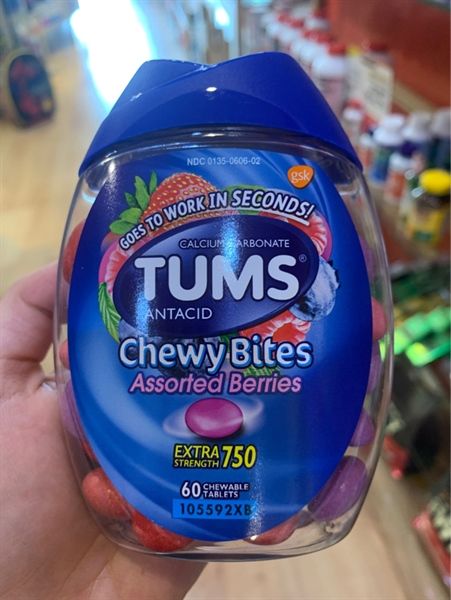 NDC 0135-0606-02
gsk
GOES TO WORK IN SECONDS!
CALCIUM CARBONATE
TUMS®
ANTACID
Chewy Bites
Assorted Berries
EXTRA STRENGTH 750
60 CHEWABLE TABLETS
105592XB